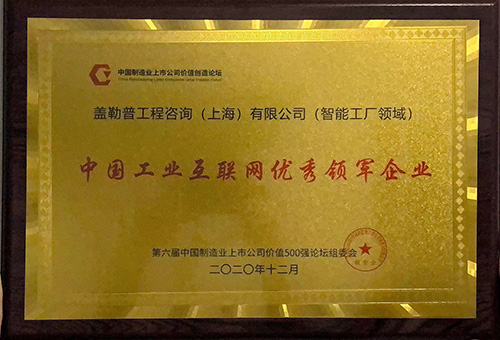 中国制造业上市公司价值创造论坛
盖勒普工程咨询（上海）有限公司（智能工厂领域）
中国工业互联网优秀领军企业
第六届中国制造业上市公司价值500强论坛组委会
二〇二〇年十二月